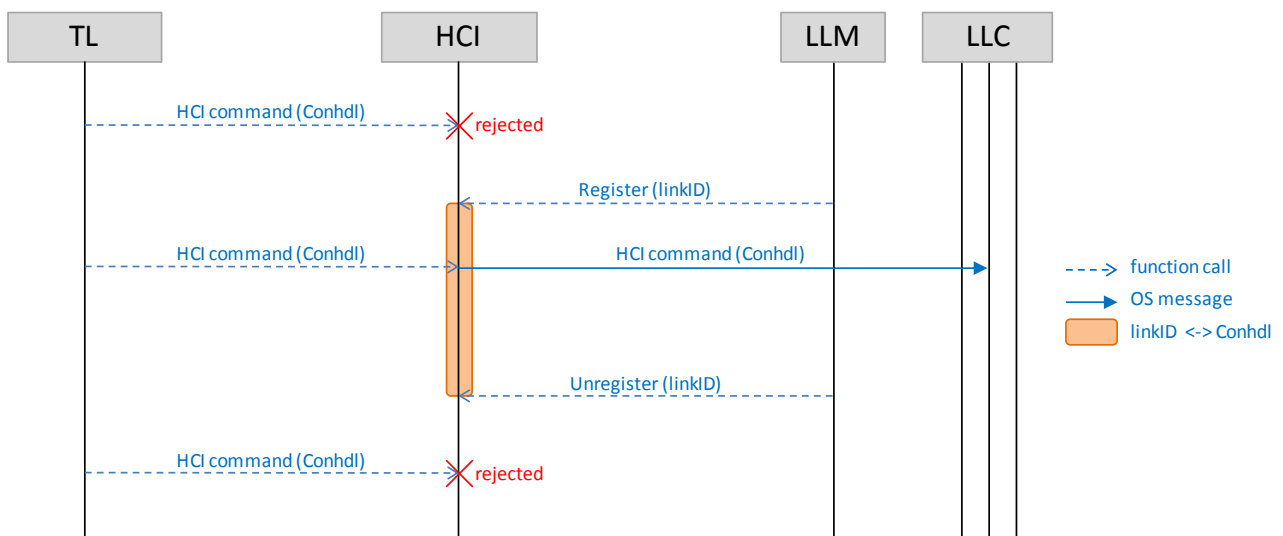 TL HCI LLM LLC
HCI command (Conhdl)
rejected
Register (linkID)
HCI command (Conhdl) HCI command (Conhdl)
function call
OS message
linkID <-> Conhdl
Unregister (linkID)
HCI command (Conhdl)
rejected